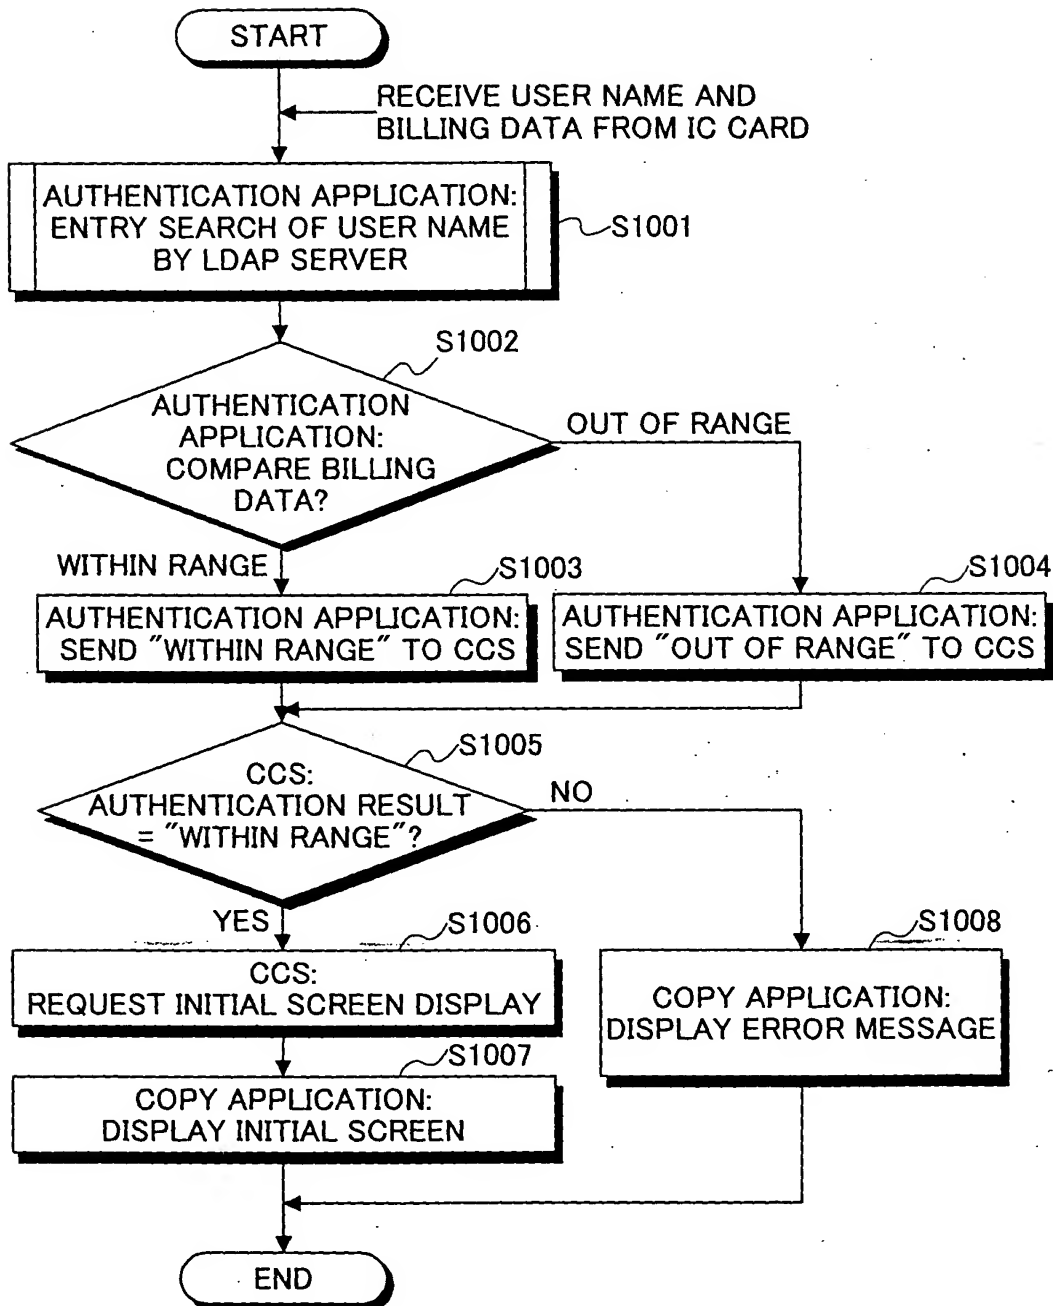 START
RECEIVE USER NAME AND
BILLING DATA FROM IC CARD
AUTHENTICATION APPLICATION:
ENTRY SEARCH OF USER NAME
BY LDAP SERVER
S1001
S1002
AUTHENTICATION
APPLICATION:
COMPARE BILLING
DATA?
OUT OF RANGE
WITHIN RANGE
S1003
AUTHENTICATION APPLICATION:
SEND "WITHIN RANGE" TO CCS
S1004
AUTHENTICATION APPLICATION:
SEND "OUT OF RANGE" TO CCS
S1005
CCS:
AUTHENTICATION RESULT
= "WITHIN RANGE"?
NO
YES
S1006
CCS:
REQUEST INITIAL SCREEN DISPLAY
S1008
COPY APPLICATION:
DISPLAY ERROR MESSAGE
S1007
COPY APPLICATION:
DISPLAY INITIAL SCREEN
END